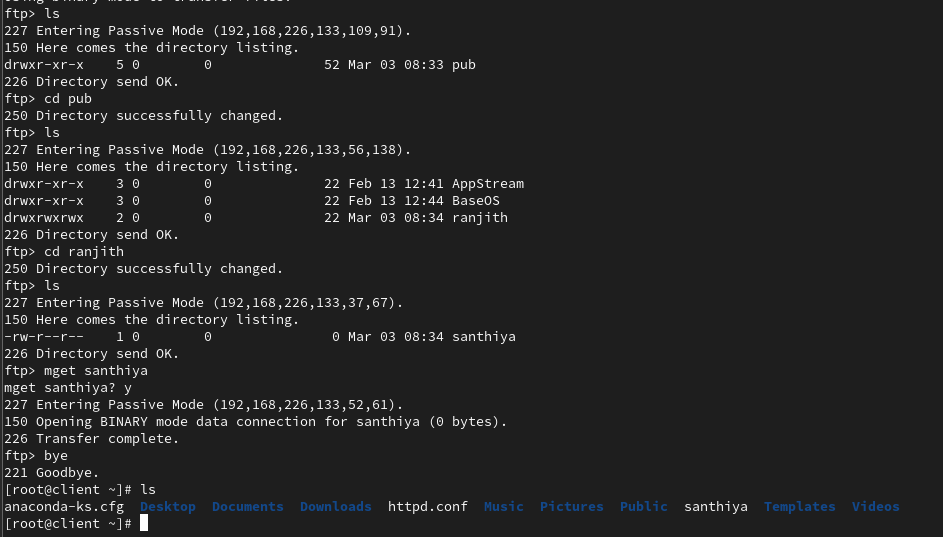 ftp> ls
227 Entering Passive Mode (192,168,226,133,109,91).
150 Here comes the directory listing.
drwxr-xr-x    5 0        0              52 Mar 03 08:33 pub
226 Directory send OK.
ftp> cd pub
250 Directory successfully changed.
ftp> ls
227 Entering Passive Mode (192,168,226,133,56,138).
150 Here comes the directory listing.
drwxr-xr-x    3 0        0              22 Feb 13 12:41 AppStream
drwxr-xr-x    3 0        0              22 Feb 13 12:44 BaseOS
drwxrwxrwx    2 0        0              22 Mar 03 08:34 ranjith
226 Directory send OK.
ftp> cd ranjith
250 Directory successfully changed.
ftp> ls
227 Entering Passive Mode (192,168,226,133,37,67).
150 Here comes the directory listing.
-rw-r--r--    1 0        0               0 Mar 03 08:34 santhiya
226 Directory send OK.
ftp> mget santhiya
mget santhiya? y
227 Entering Passive Mode (192,168,226,133,52,61).
150 Opening BINARY mode data connection for santhiya (0 bytes).
226 Transfer complete.
ftp> bye
221 Goodbye.
[root@client ~]# ls
anaconda-ks.cfg  Desktop  Documents  Downloads  httpd.conf  Music  Pictures  Public  santhiya  Templates  Videos
[root@client ~]#